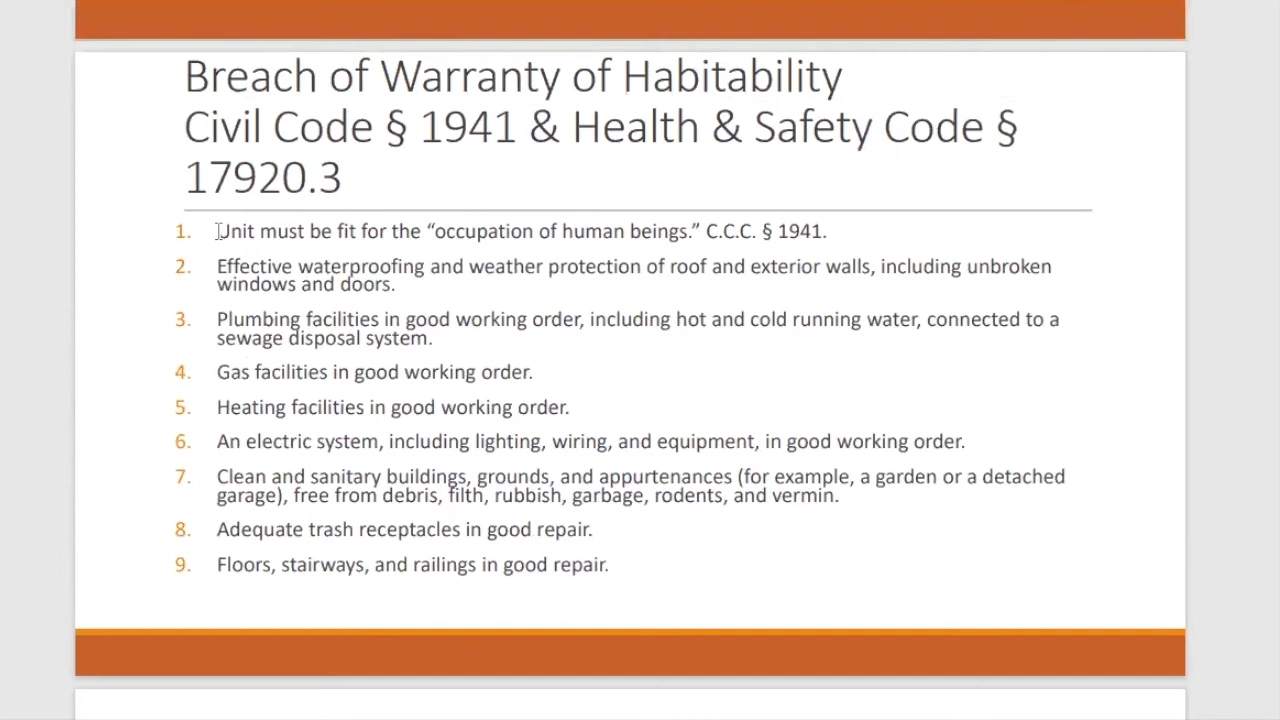 Breach of Warranty of Habitability
Civil Code § 1941 & Health & Safety Code §
17920.3
1. Unit must be fit for the “occupation of human beings.” C.C.C. § 1941.
2. Effective waterproofing and weather protection of roof and exterior walls, including unbroken
windows and doors.
3. Plumbing facilities in good working order, including hot and cold running water, connected to a
sewage disposal system.
4. Gas facilities in good working order.
5. Heating facilities in good working order.
6. An electric system, including lighting, wiring, and equipment, in good working order.
7. Clean and sanitary buildings, grounds, and appurtenances (for example, a garden or a detached
garage), free from debris, filth, rubbish, garbage, rodents, and vermin.
8. Adequate trash receptacles in good repair.
9. Floors, stairways, and railings in good repair.